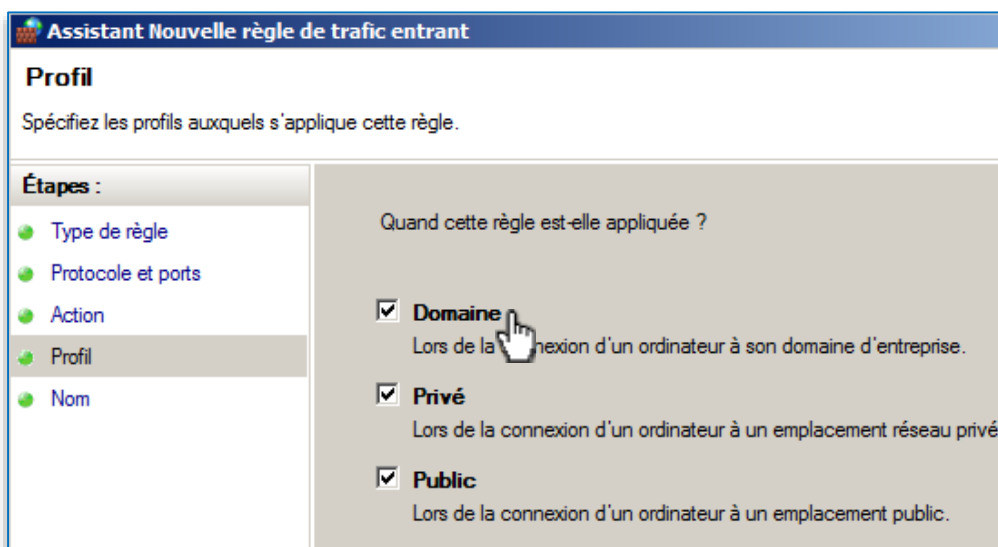 Assistant Nouvelle règle de trafic entrant
Profil
Spécifiez les profils auxquels s'applique cette règle.
Étapes :
Type de règle
Protocole et ports
Action
Profil
Nom
Quand cette règle est-elle appliquée ?
Domaine
Lors de la nexion d'un ordinateur à son domaine d'entreprise.
Privé
Lors de la connexion d'un ordinateur à un emplacement réseau privé
Public
Lors de la connexion d'un ordinateur à un emplacement public.